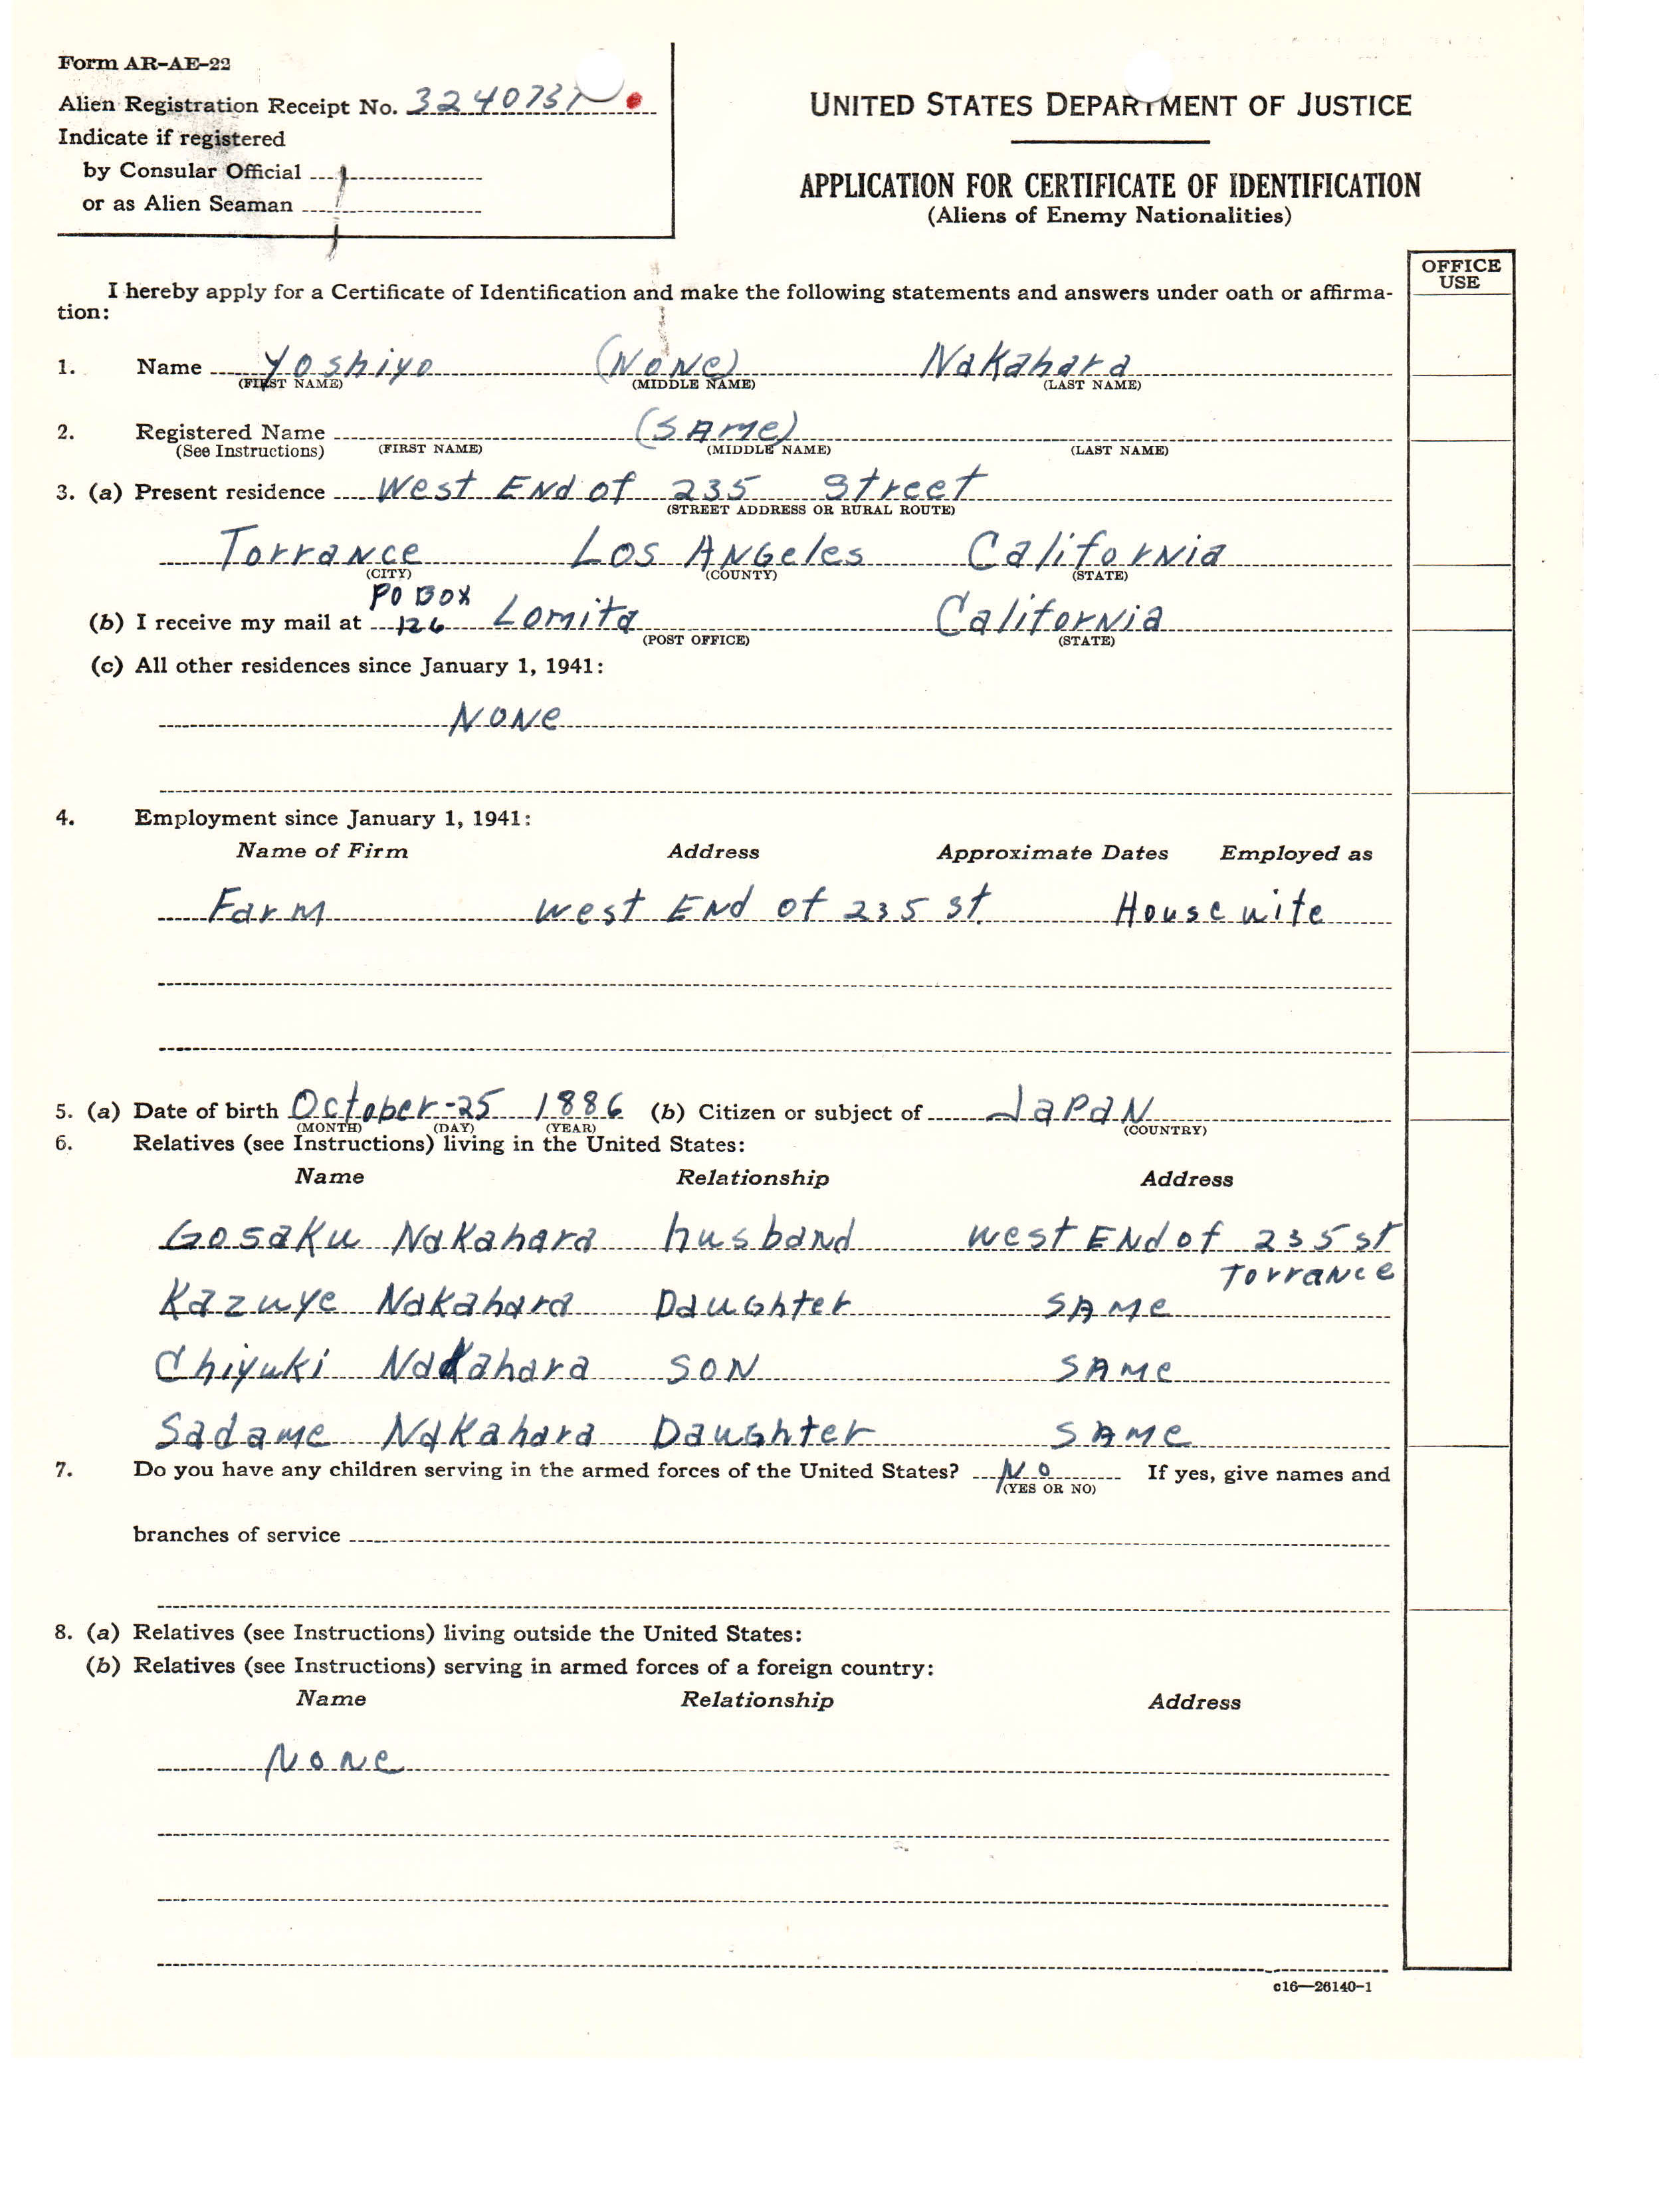 Form AR-AE-22
Alien Registration Receipt No. 3240737
Indicate if registered
by Consular Official
or as Alien Seaman
UNITED STATES DEPARTMENT OF JUSTICE
APPLICATION FOR CERTIFICATE OF IDENTIFICATION
(Aliens of Enemy Nationalities)
OFFICE
USE
I hereby apply for a Certificate of Identification and make the following statements and answers under oath or affirma-
tion:
1. Name Yoshiyo (None) Nakahara
(FIRST NAME) (MIDDLE NAME) (LAST NAME)
2. Registered Name (SAme)
(See Instructions) (FIRST NAME) (MIDDLE NAME) (LAST NAME)
3. (a) Present residence West End of 235 Street
(STREET ADDRESS OR RURAL ROUTE)
Torrance Los Angeles California
(CITY) (COUNTY) (STATE)
PO BOX
(b) I receive my mail at 126 Lomita California
(POST OFFICE) (STATE)
(c) All other residences since January 1, 1941:
None
4. Employment since January 1, 1941:
Name of Firm Address Approximate Dates Employed as
Farm west End of 235 st. Housewife
5. (a) Date of birth October-25 1886 (b) Citizen or subject of Japan
(MONTH) (DAY) (YEAR) (COUNTRY)
6. Relatives (see Instructions) living in the United States:
Name Relationship Address
Gosaku Nakahara husband west End of 235 st
Torrance
Kazuye Nakahara Daughter SAMe
Chiyuki Nakahara SON SAMe
Sadame Nakahara Daughter SAMe
7. Do you have any children serving in the armed forces of the United States? No If yes, give names and
(YES OR NO)
branches of service
8. (a) Relatives (see Instructions) living outside the United States:
(b) Relatives (see Instructions) serving in armed forces of a foreign country:
Name Relationship Address
None
c16—26140-1